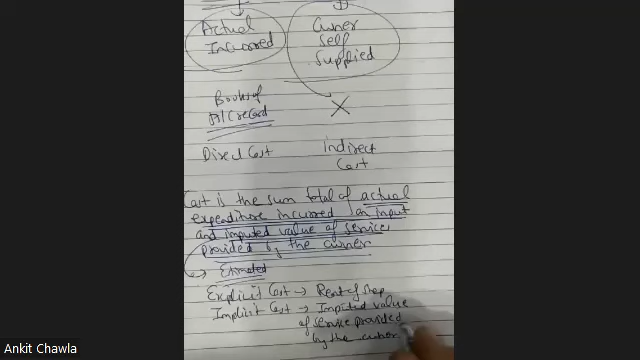 Actual Owner
Incurred Self
Supplied
Books of
A/C record X
Direct Cost Indirect
Cost
Cost is the sum total of actual
expenditure incurred on input
and imputed value of service
provided by the owner
→ Estimated
Explicit Cost → Rent of shop
Implicit Cost → Imputed value
of service provided
by the owner
Ankit Chawla